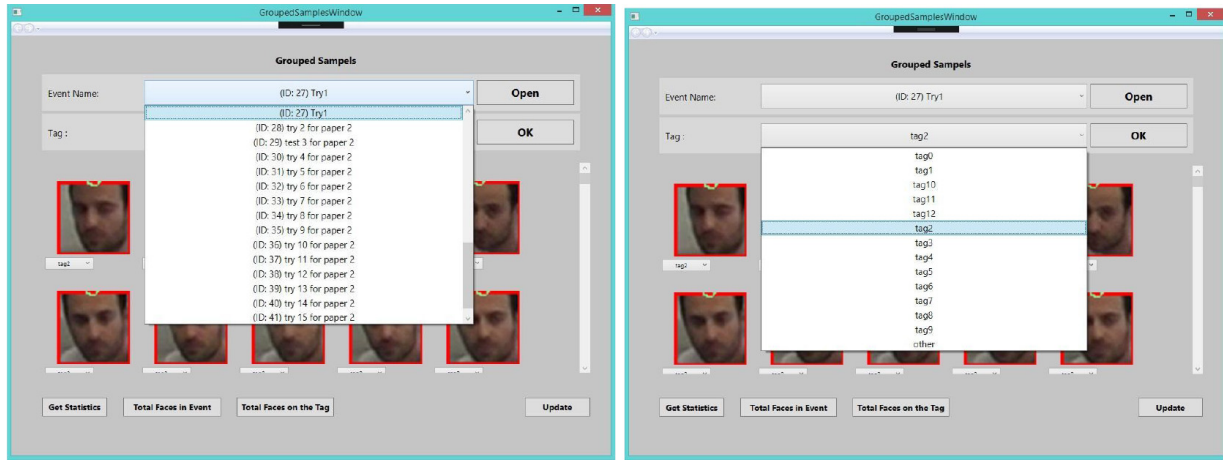 GroupedSamplesWindow
Grouped Sampels
Event Name:
(ID: 27) Try1
Open
(ID: 27) Try1
(ID: 28) try 2 for paper 2
Tag :
OK
(ID: 29) test 3 for paper 2
(ID: 30) try 4 for paper 2
(ID: 31) try 5 for paper 2
(ID: 32) try 6 for paper 2
(ID: 33) try 7 for paper 2
(ID: 34) try 8 for paper 2
(ID: 35) try 9 for paper 2
(ID: 36) try 10 for paper 2
(ID: 37) try 11 for paper 2
(ID: 38) try 12 for paper 2
(ID: 39) try 13 for paper 2
(ID: 40) try 14 for paper 2
(ID: 41) try 15 for paper 2
tag2
Get Statistics
Total Faces in Event
Total Faces on the Tag
Update
GroupedSamplesWindow
Grouped Sampels
Event Name:
(ID: 27) Try1
Open
Tag :
tag2
OK
tag0
tag1
tag10
tag11
tag12
tag2
tag3
tag4
tag5
tag6
tag7
tag8
tag9
other
tag2
Get Statistics
Total Faces in Event
Total Faces on the Tag
Update